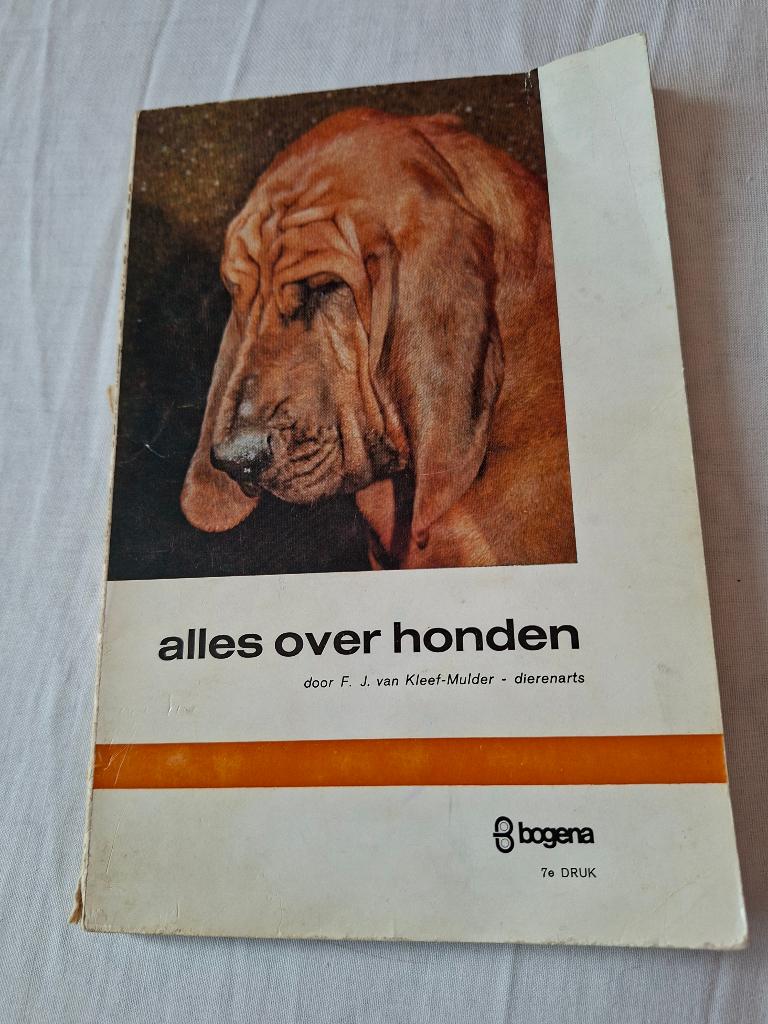 alles over honden
door F. J. van Kleef-Mulder - dierenarts
bogena
7e DRUK